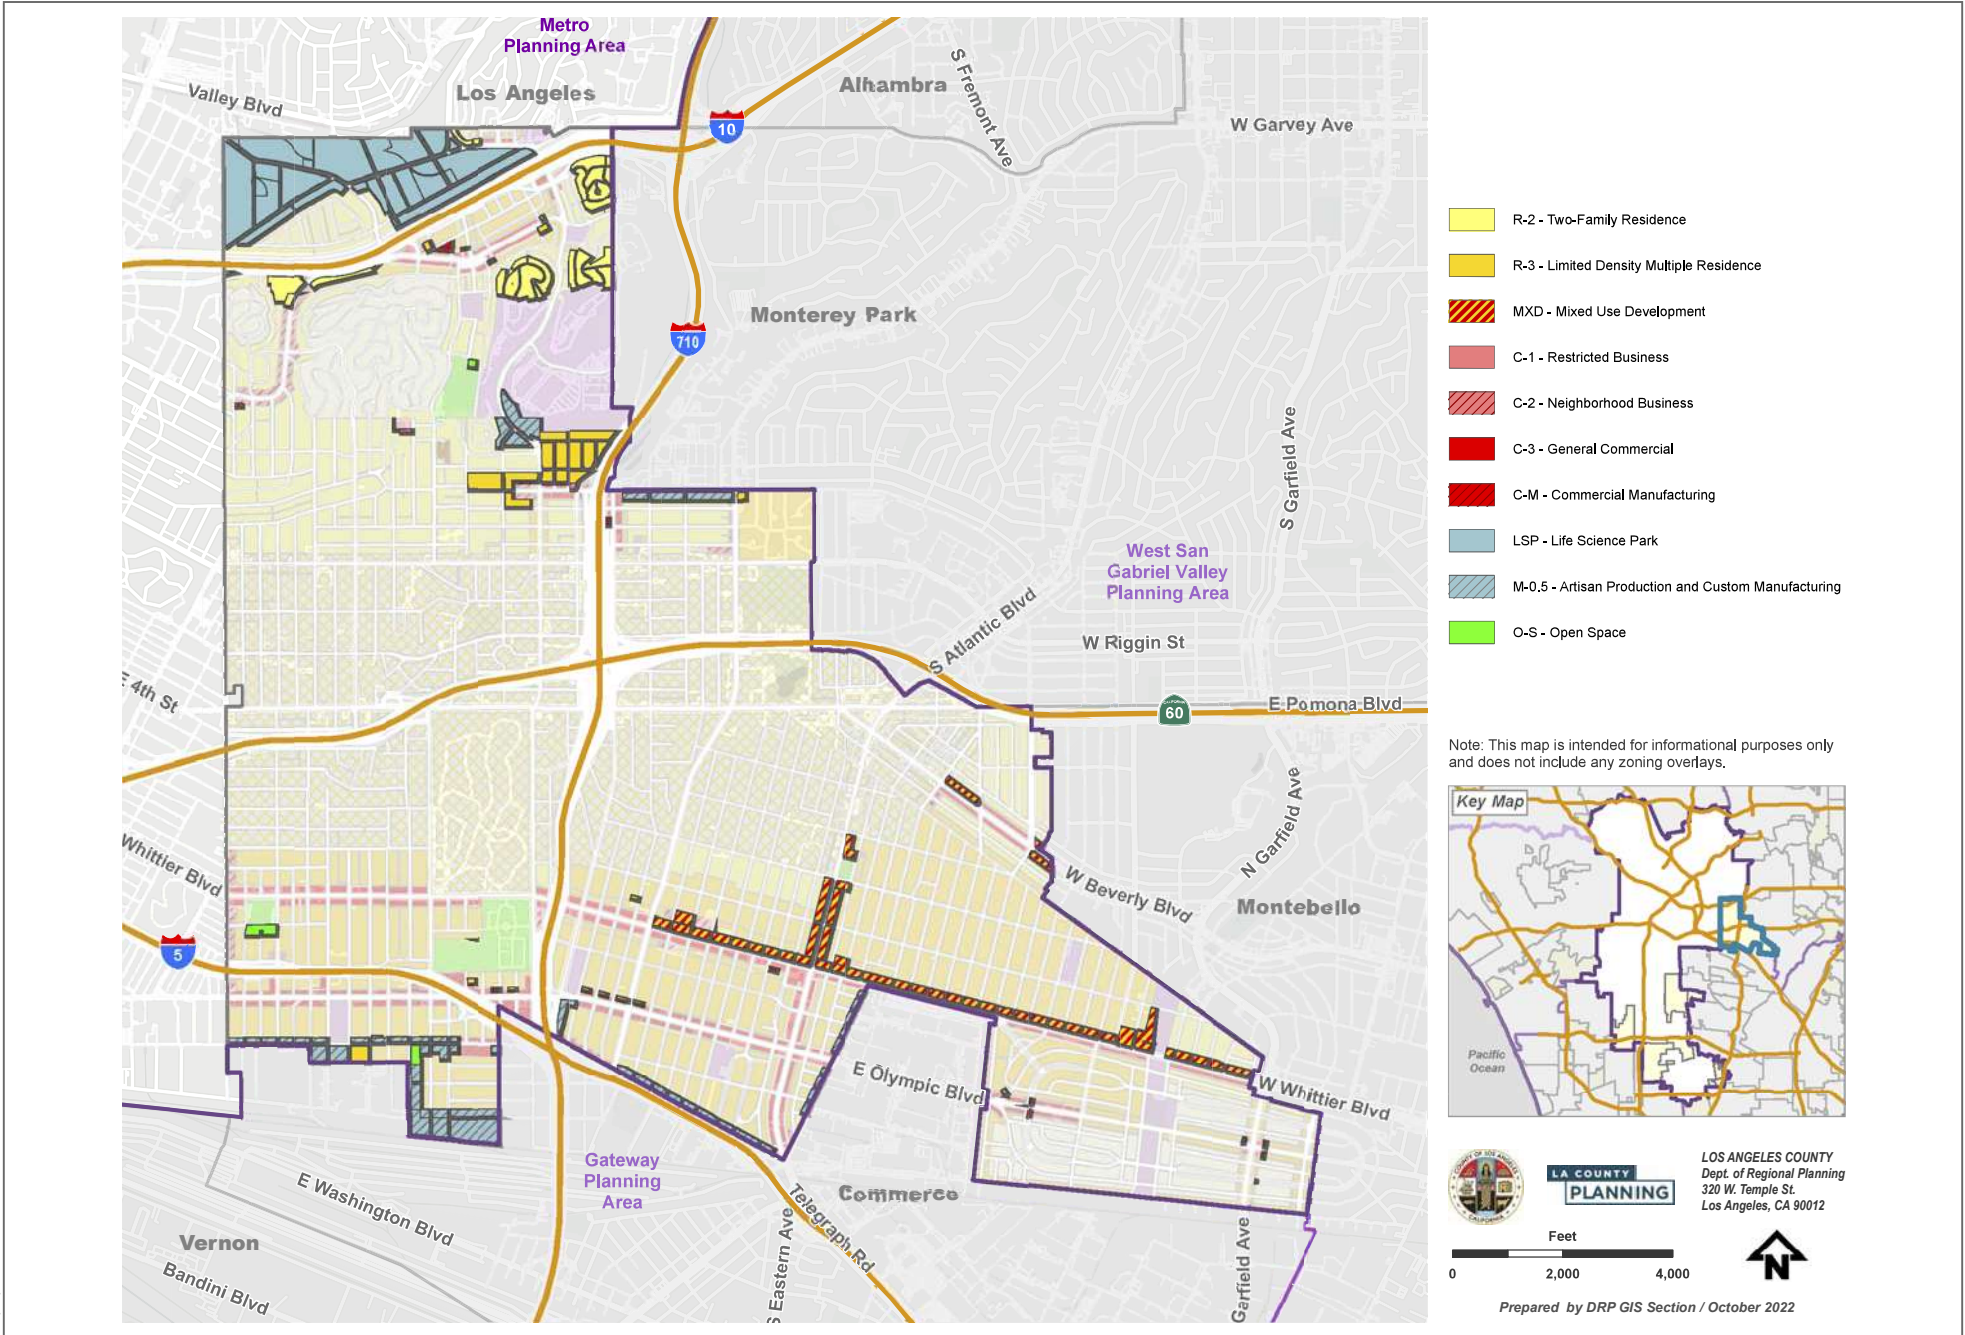 Metro
Planning Area
Los Angeles
Alhambra
Valley Blvd
S Fremont Ave
W Garvey Ave
10
710
Monterey Park
S Garfield Ave
West San
Gabriel Valley
Planning Area
W Riggin St
S Atlantic Blvd
E 4th St
E Pomona Blvd
60
N Garfield Ave
Whittier Blvd
W Beverly Blvd
Montebello
5
E Olympic Blvd
W Whittier Blvd
Gateway
Planning
Area
Commerce
E Washington Blvd
Telegraph Rd
S Eastern Ave
Garfield Ave
Vernon
Bandini Blvd
R-2 - Two-Family Residence
R-3 - Limited Density Multiple Residence
MXD - Mixed Use Development
C-1 - Restricted Business
C-2 - Neighborhood Business
C-3 - General Commercial
C-M - Commercial Manufacturing
LSP - Life Science Park
M-0.5 - Artisan Production and Custom Manufacturing
O-S - Open Space
Note: This map is intended for informational purposes only
and does not include any zoning overlays.
Key Map
Pacific
Ocean
LA COUNTY
PLANNING
LOS ANGELES COUNTY
Dept. of Regional Planning
320 W. Temple St.
Los Angeles, CA 90012
Feet
0 2,000 4,000
N
Prepared by DRP GIS Section / October 2022